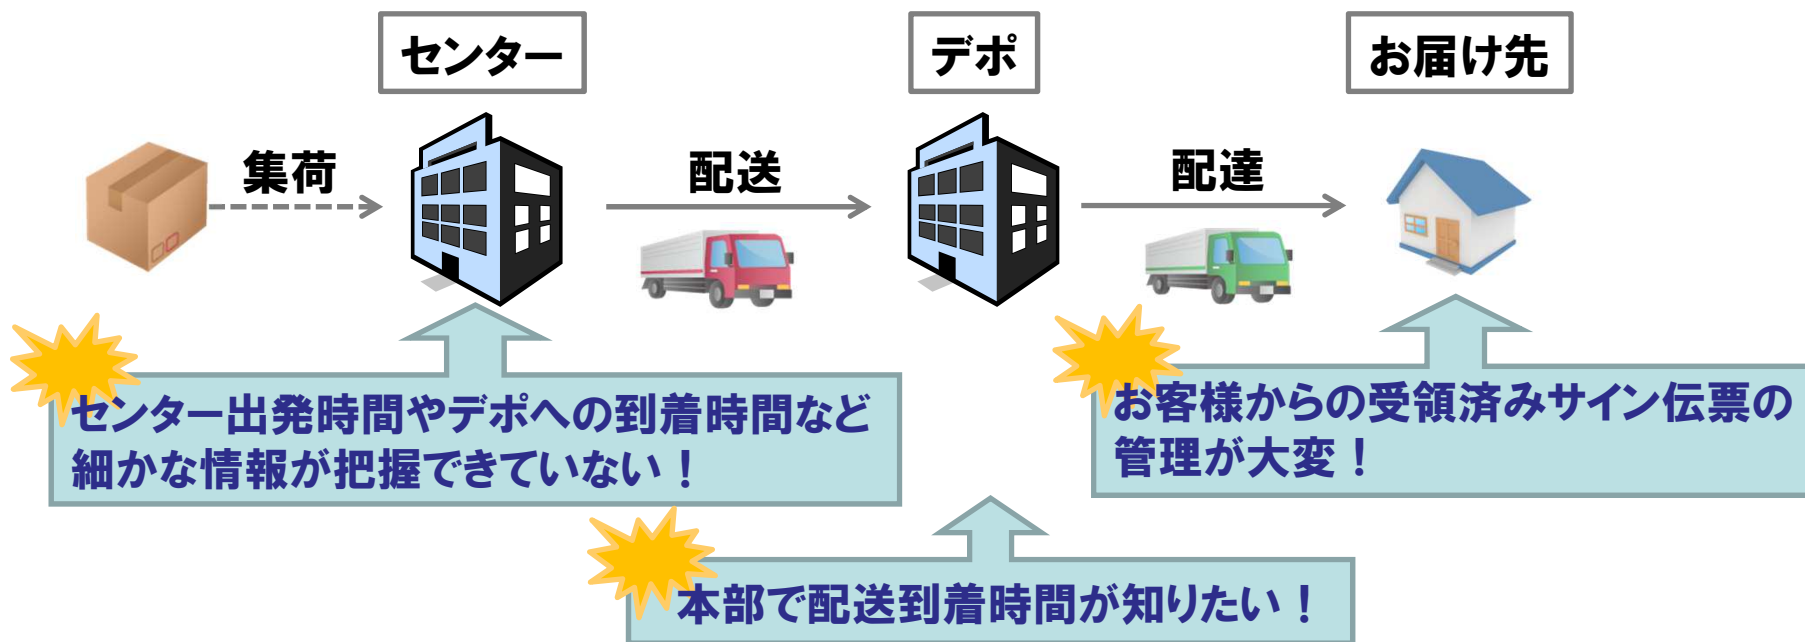 センター
デポ
お届け先
集荷
配送
配達
センター出発時間やデポへの到着時間など
細かな情報が把握できていない！
お客様からの受領済みサイン伝票の
管理が大変！
本部で配送到着時間が知りたい！